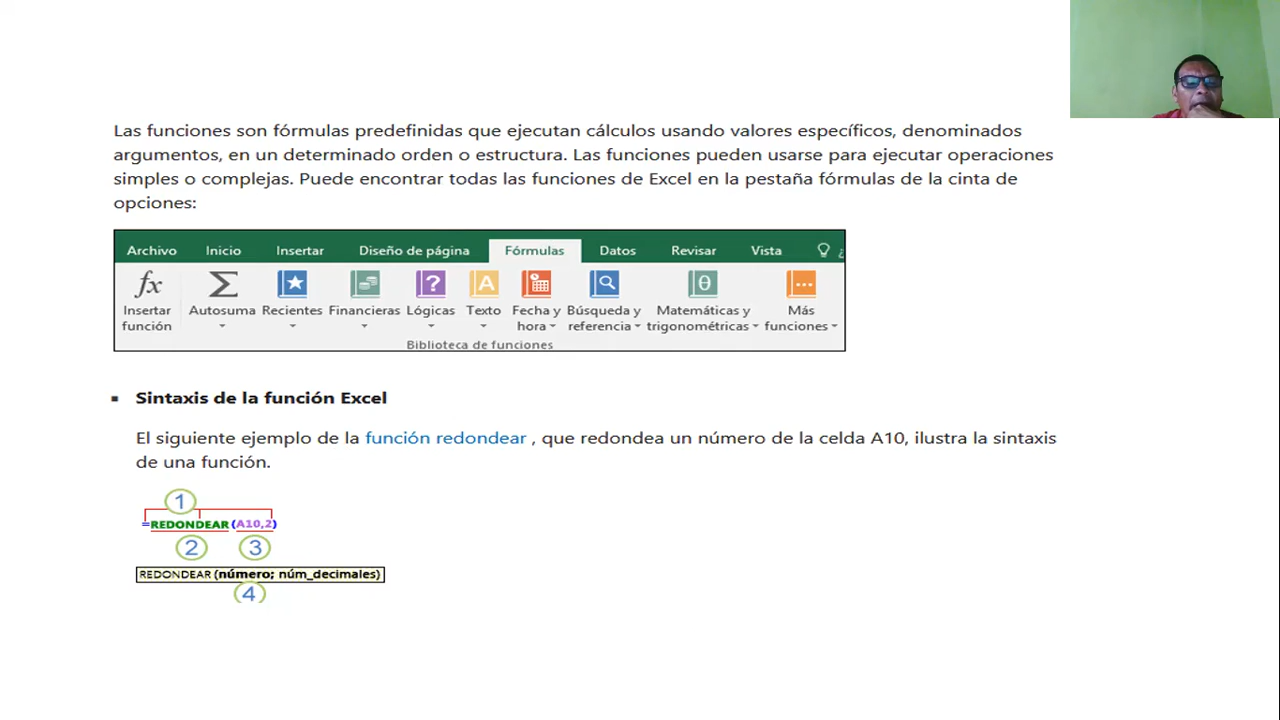 Las funciones son fórmulas predefinidas que ejecutan cálculos usando valores específicos, denominados
argumentos, en un determinado orden o estructura. Las funciones pueden usarse para ejecutar operaciones
simples o complejas. Puede encontrar todas las funciones de Excel en la pestaña fórmulas de la cinta de
opciones:
Archivo Inicio Insertar Diseño de página Fórmulas Datos Revisar Vista ¿
fx Σ ? A θ ...
Insertar función
Autosuma
Recientes
Financieras
Lógicas
Texto
Fecha y hora
Búsqueda y referencia
Matemáticas y trigonométricas
Más funciones
Biblioteca de funciones
▪ Sintaxis de la función Excel
El siguiente ejemplo de la función redondear , que redondea un número de la celda A10, ilustra la sintaxis
de una función.
1
=REDONDEAR(A10,2)
2 3
REDONDEAR(número; núm_decimales)
4